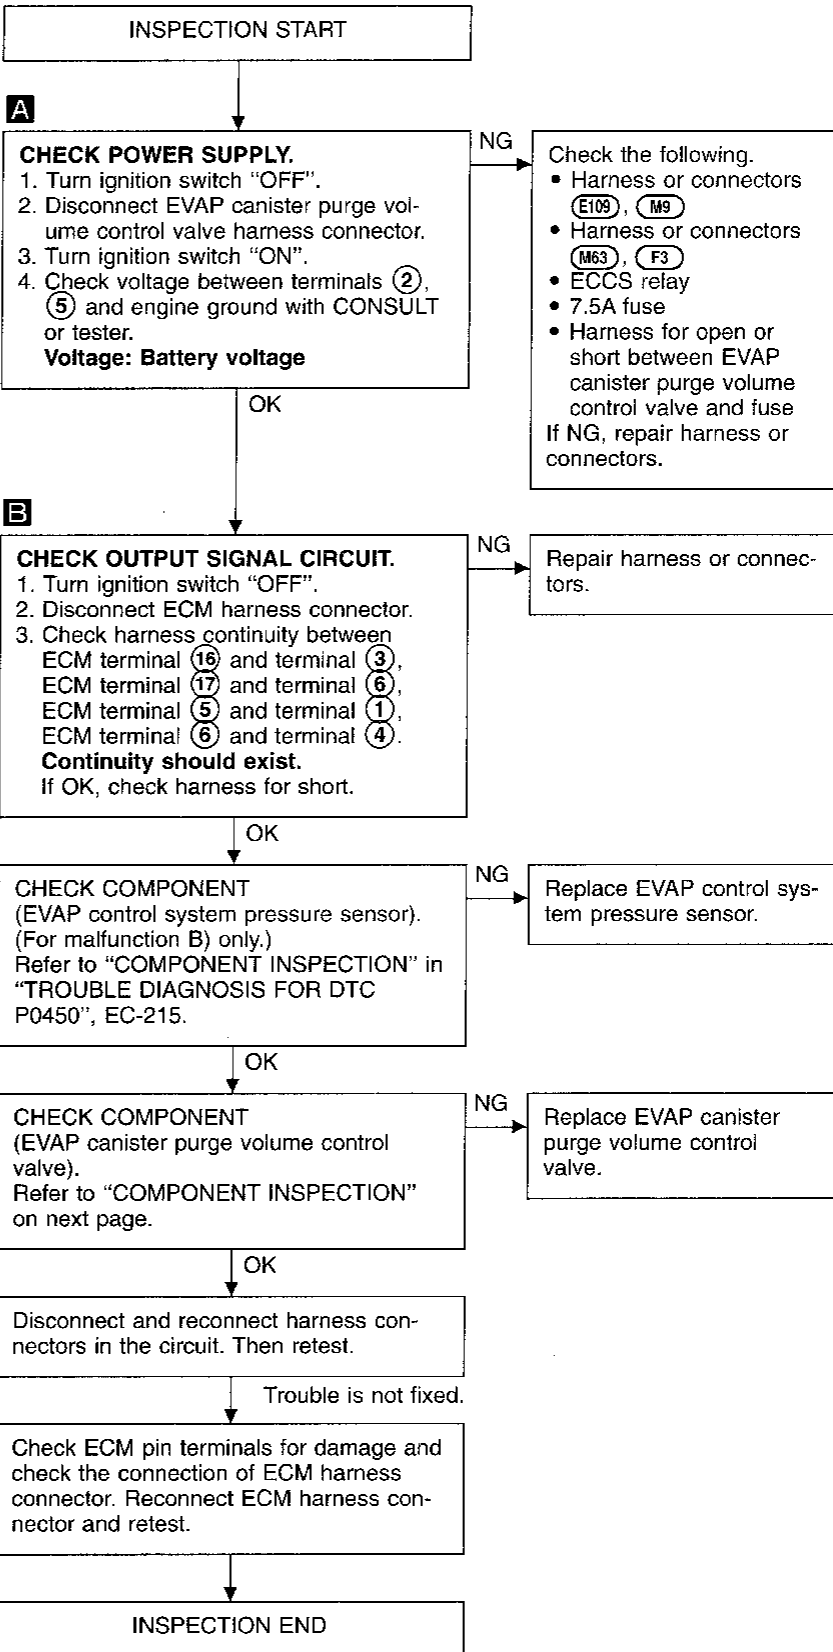 INSPECTION START
A
CHECK POWER SUPPLY.
1. Turn ignition switch “OFF”.
2. Disconnect EVAP canister purge vol-
ume control valve harness connector.
3. Turn ignition switch “ON”.
4. Check voltage between terminals ②,
⑤ and engine ground with CONSULT
or tester.
Voltage: Battery voltage
NG
Check the following.
• Harness or connectors
E109, M9
• Harness or connectors
M63, F3
• ECCS relay
• 7.5A fuse
• Harness for open or
short between EVAP
canister purge volume
control valve and fuse
If NG, repair harness or
connectors.
OK
B
CHECK OUTPUT SIGNAL CIRCUIT.
1. Turn ignition switch “OFF”.
2. Disconnect ECM harness connector.
3. Check harness continuity between
ECM terminal ⑯ and terminal ③,
ECM terminal ⑰ and terminal ⑥,
ECM terminal ⑤ and terminal ①,
ECM terminal ⑥ and terminal ④.
Continuity should exist.
If OK, check harness for short.
NG
Repair harness or connec-
tors.
OK
CHECK COMPONENT
(EVAP control system pressure sensor).
(For malfunction B) only.)
Refer to “COMPONENT INSPECTION” in
“TROUBLE DIAGNOSIS FOR DTC
P0450”, EC-215.
NG
Replace EVAP control sys-
tem pressure sensor.
OK
CHECK COMPONENT
(EVAP canister purge volume control
valve).
Refer to “COMPONENT INSPECTION”
on next page.
NG
Replace EVAP canister
purge volume control
valve.
OK
Disconnect and reconnect harness con-
nectors in the circuit. Then retest.
Trouble is not fixed.
Check ECM pin terminals for damage and
check the connection of ECM harness
connector. Reconnect ECM harness con-
nector and retest.
INSPECTION END